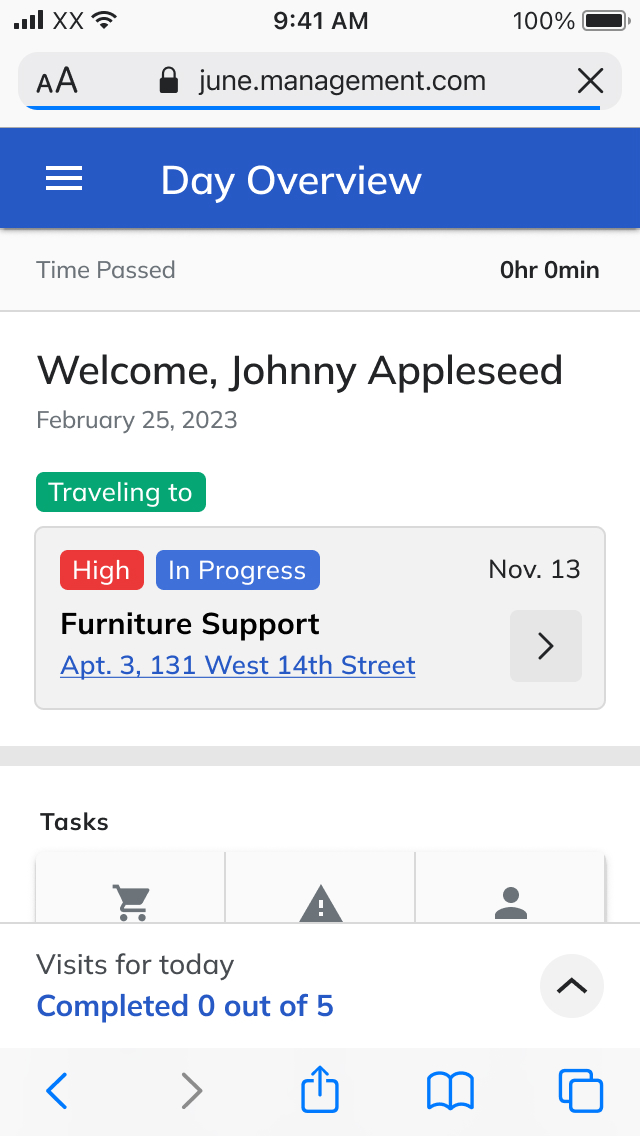 XX 9:41 AM 100%
AA june.management.com
Day Overview
Time Passed 0hr 0min
Welcome, Johnny Appleseed
February 25, 2023
Traveling to
High In Progress Nov. 13
Furniture Support
Apt. 3, 131 West 14th Street
Tasks
Visits for today
Completed 0 out of 5